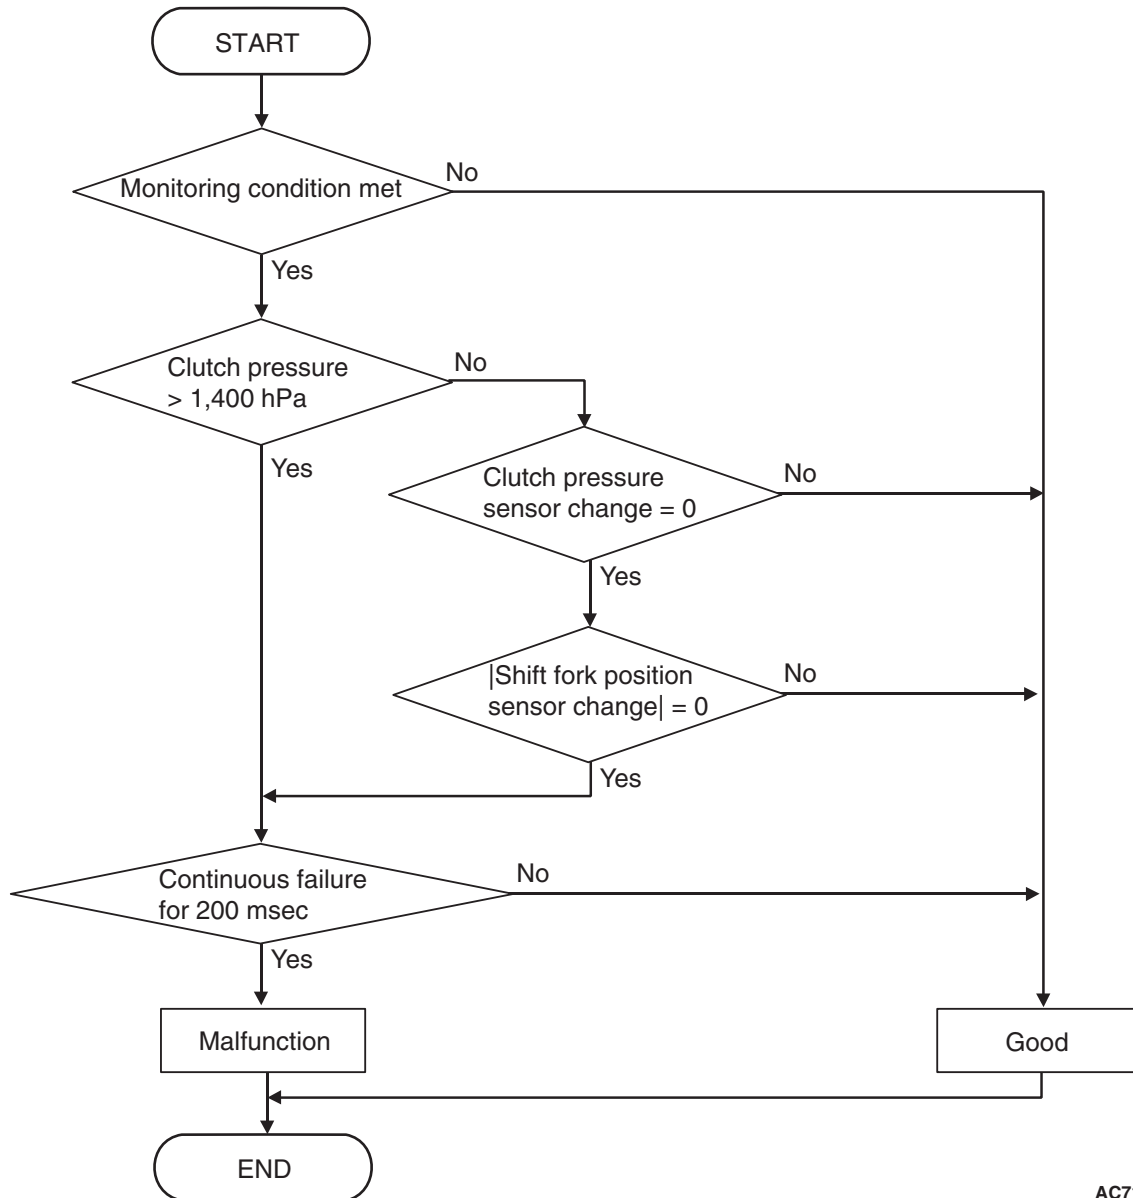 START
Monitoring condition met
No
Yes
Clutch pressure
> 1,400 hPa
No
Yes
Clutch pressure
sensor change = 0
No
Yes
|Shift fork position
sensor change| = 0
No
Yes
Continuous failure
for 200 msec
No
Yes
Malfunction
Good
END